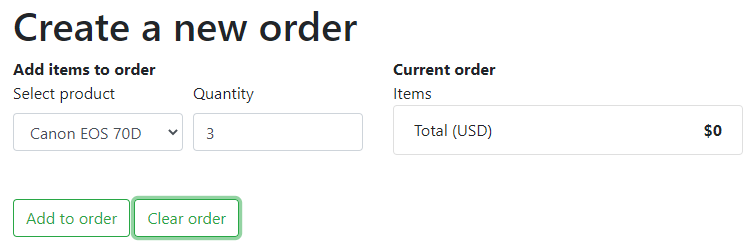 Create a new order
Add items to order
Select product
Quantity
Canon EOS 70D
3
Add to order
Clear order
Current order
Items
Total (USD) $0